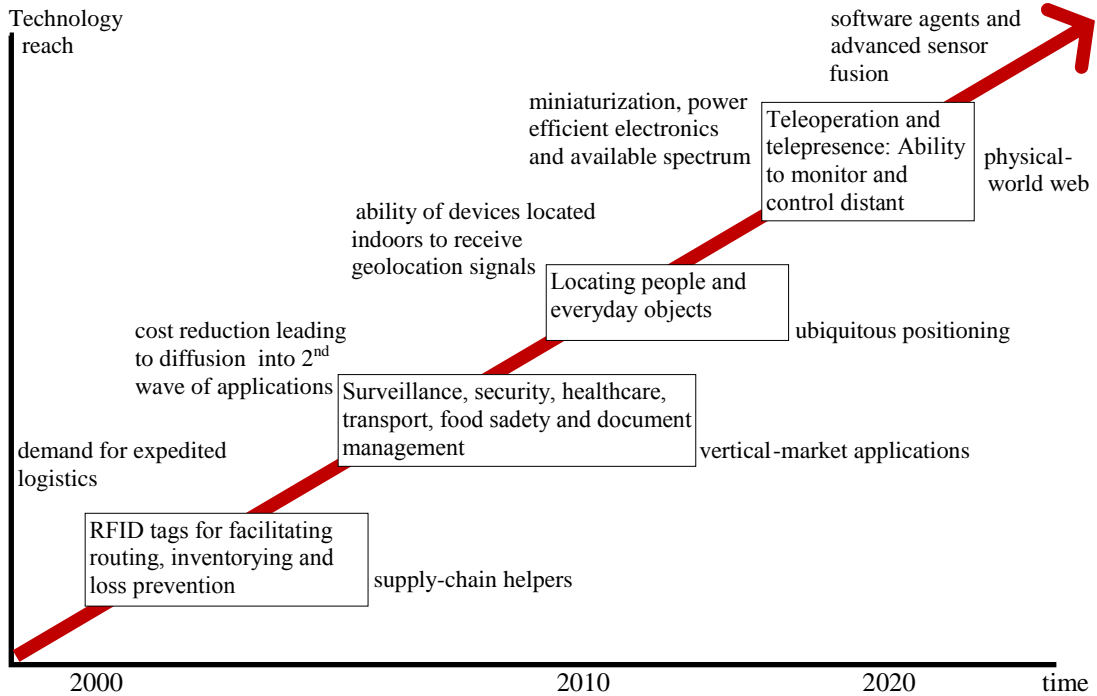 Technology
reach
software agents and
advanced sensor
fusion
miniaturization, power
efficient electronics
and available spectrum
Teleoperation and
telepresence: Ability
to monitor and
control distant
physical-
world web
ability of devices located
indoors to receive
geolocation signals
Locating people and
everyday objects
ubiquitous positioning
cost reduction leading
to diffusion into 2nd
wave of applications
Surveillance, security, healthcare,
transport, food sadety and document
management
vertical-market applications
demand for expedited
logistics
RFID tags for facilitating
routing, inventorying and
loss prevention
supply-chain helpers
2000
2010
2020
time